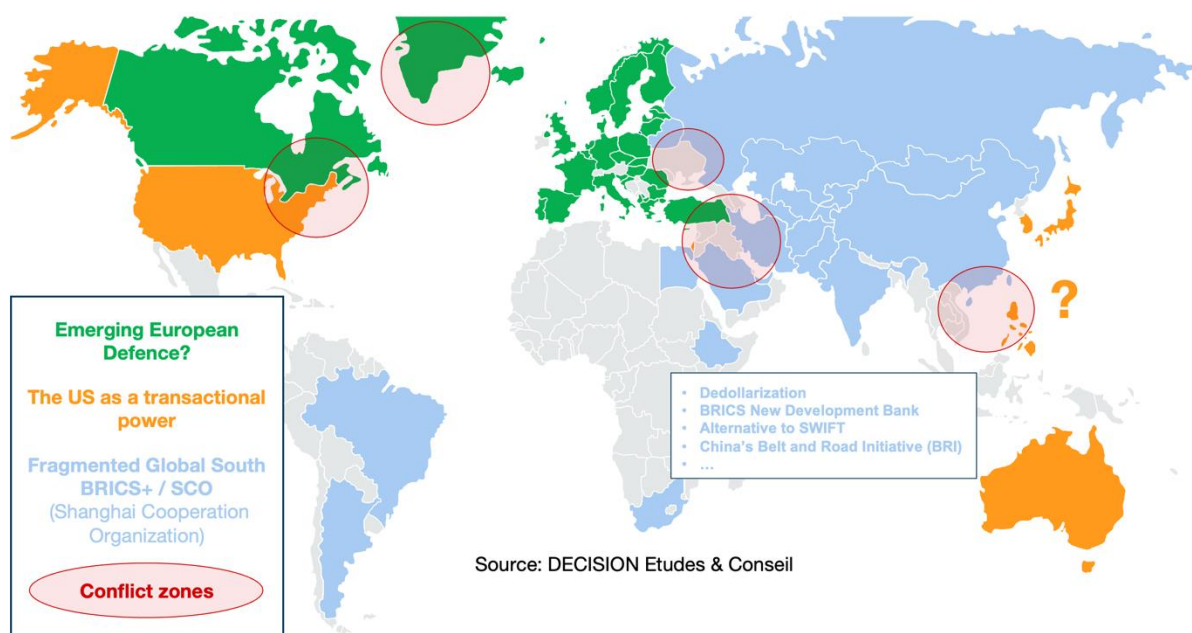 Emerging European
Defence?
The US as a transactional
power
Fragmented Global South
BRICS+ / SCO
(Shanghai Cooperation
Organization)
Conflict zones
?
• Dedollarization
• BRICS New Development Bank
• Alternative to SWIFT
• China's Belt and Road Initiative (BRI)
• ...
Source: DECISION Etudes & Conseil